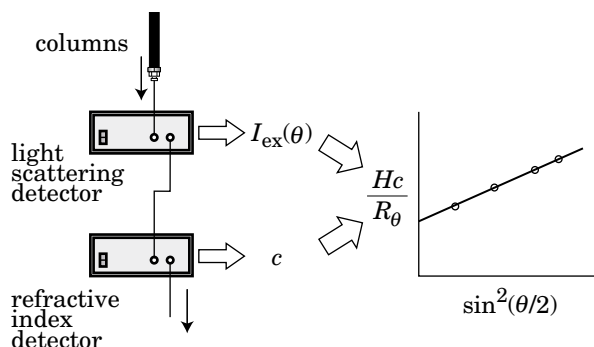 columns
light
scattering
detector
I_ex(θ)
c
refractive
index
detector
Hc
R_θ
sin²(θ/2)